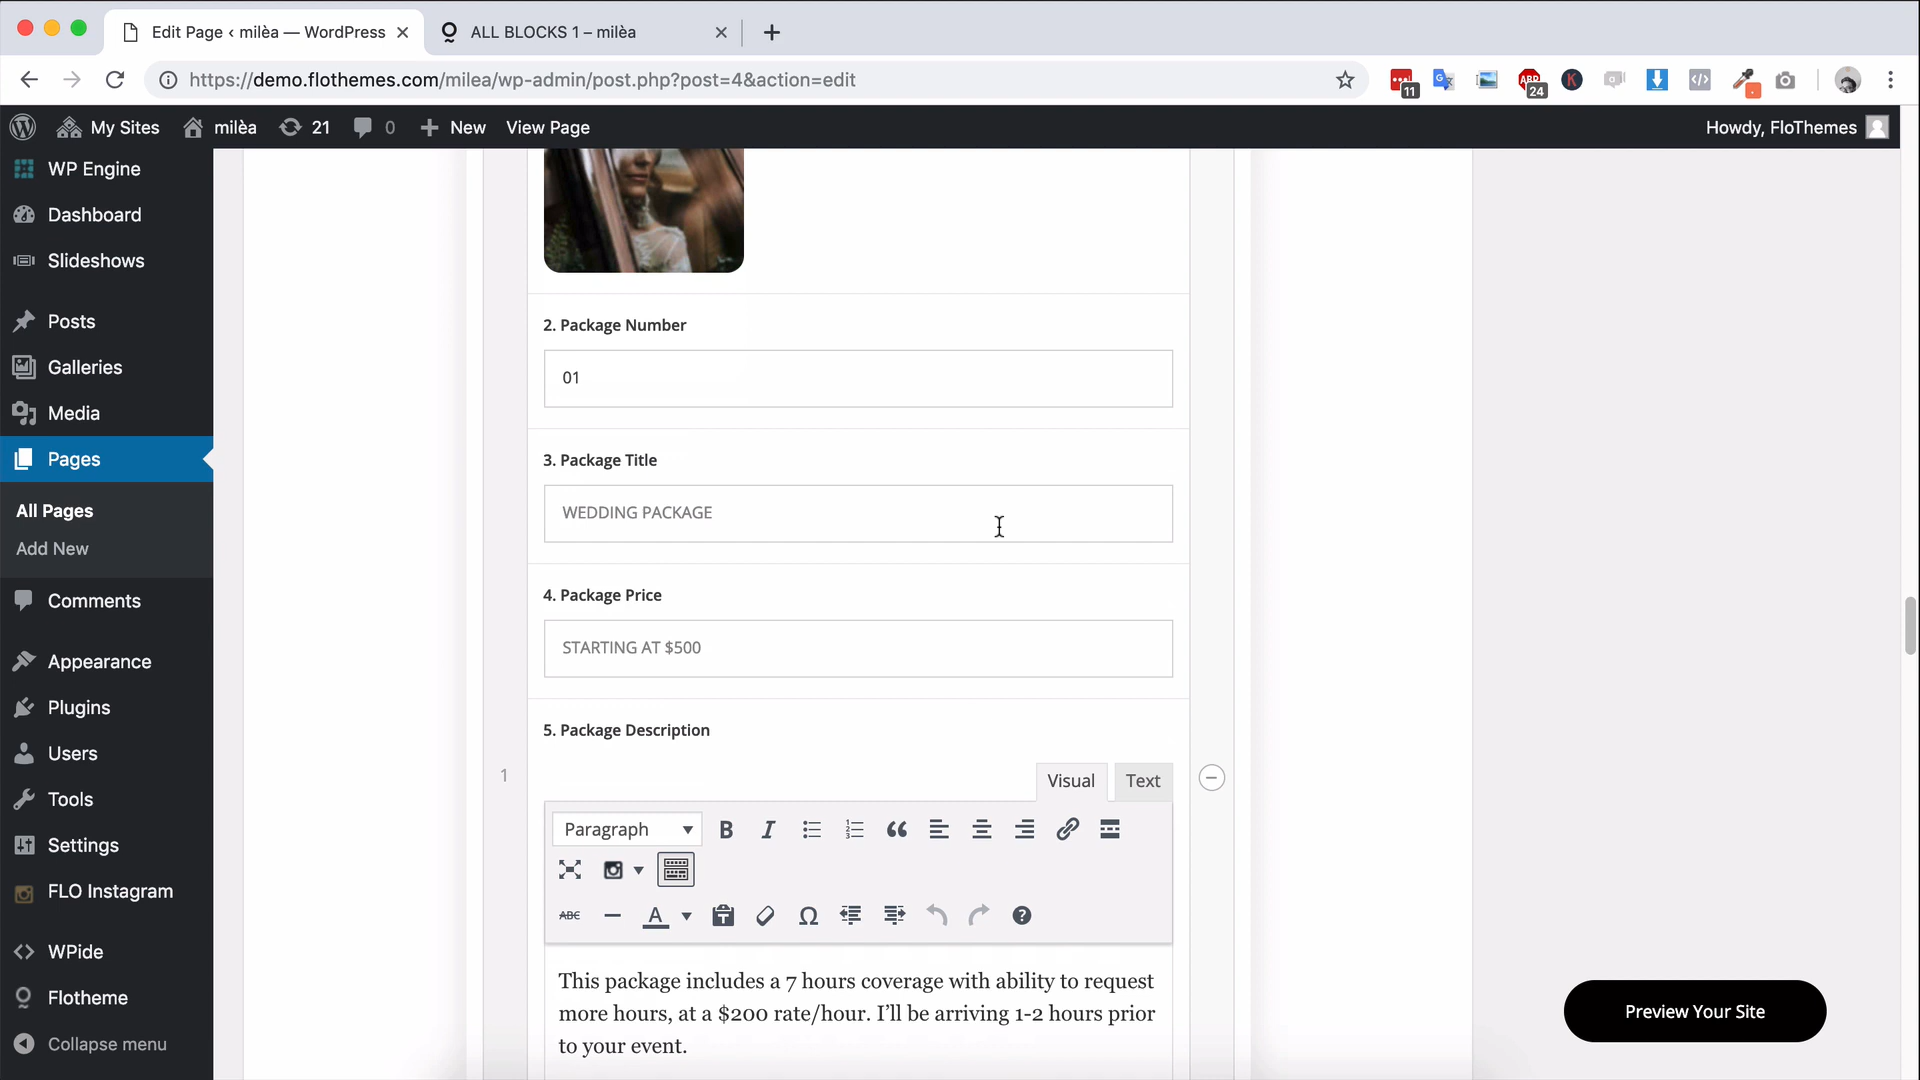 Edit Page ‹ milèa — WordPress
ALL BLOCKS 1 – milèa
https://demo.flothemes.com/milea/wp-admin/post.php?post=4&action=edit
11
ABP
24
K
My Sites
milèa
21
0
New
View Page
Howdy, FloThemes
WP Engine
Dashboard
Slideshows
Posts
Galleries
Media
Pages
All Pages
Add New
Comments
Appearance
Plugins
Users
Tools
Settings
FLO Instagram
WPide
Flotheme
Collapse menu
2. Package Number
01
3. Package Title
WEDDING PACKAGE
4. Package Price
STARTING AT $500
5. Package Description
1
Visual
Text
Paragraph
B
I
ABC
A
Ω
This package includes a 7 hours coverage with ability to request
more hours, at a $200 rate/hour. I’ll be arriving 1-2 hours prior
to your event.
Preview Your Site